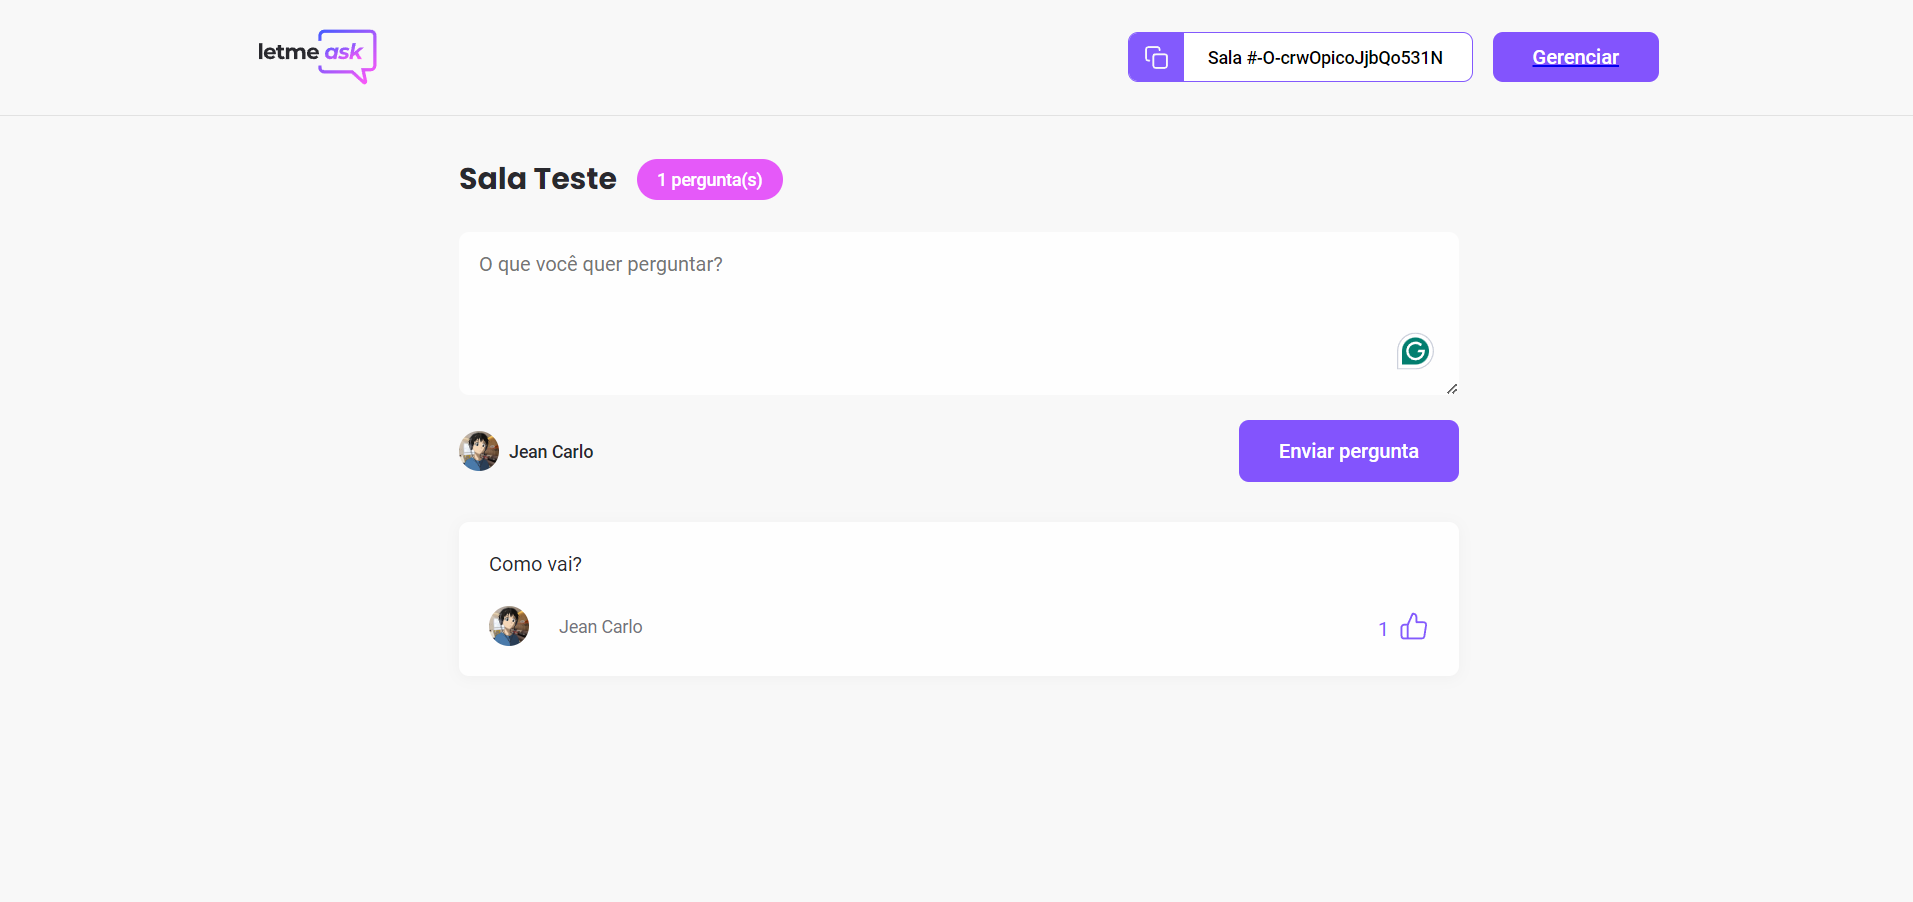 letme ask
Sala #-O-crwOpicoJjbQo531N
Gerenciar
Sala Teste
1 pergunta(s)
O que você quer perguntar?
Jean Carlo
Enviar pergunta
Como vai?
Jean Carlo
1